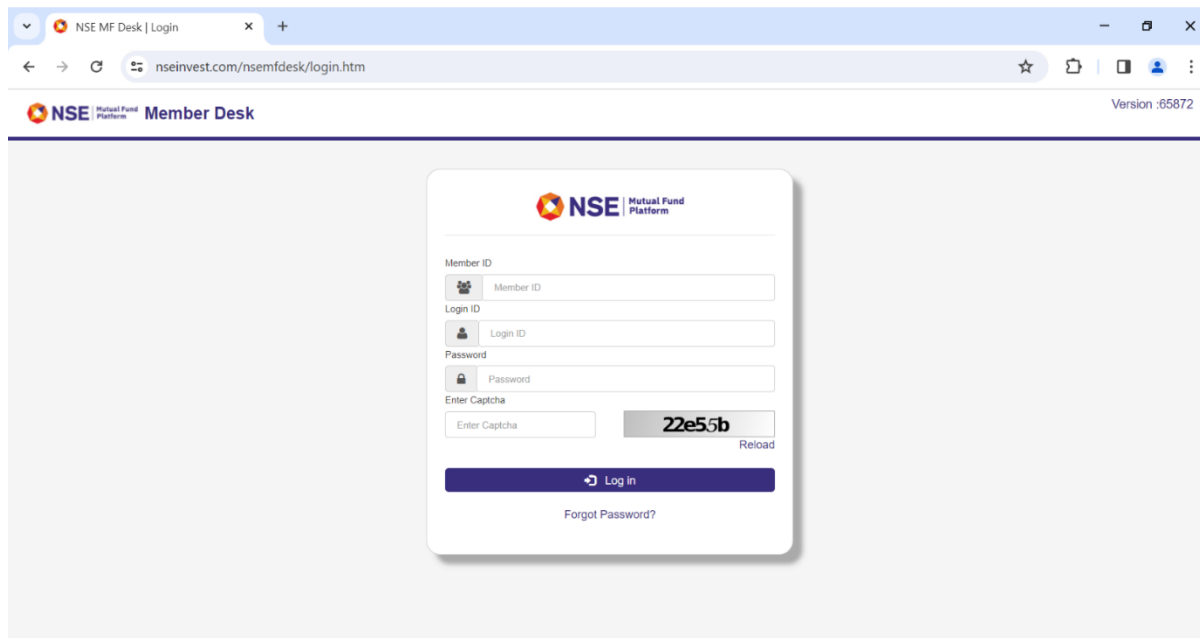 NSE MF Desk | Login
nseinvest.com/nsemfdesk/login.htm
NSE Mutual Fund Platform Member Desk
Version :65872
NSE Mutual Fund
Platform
Member ID
Member ID
Login ID
Login ID
Password
Password
Enter Captcha
Enter Captcha 22e55b
Reload
Log in
Forgot Password?